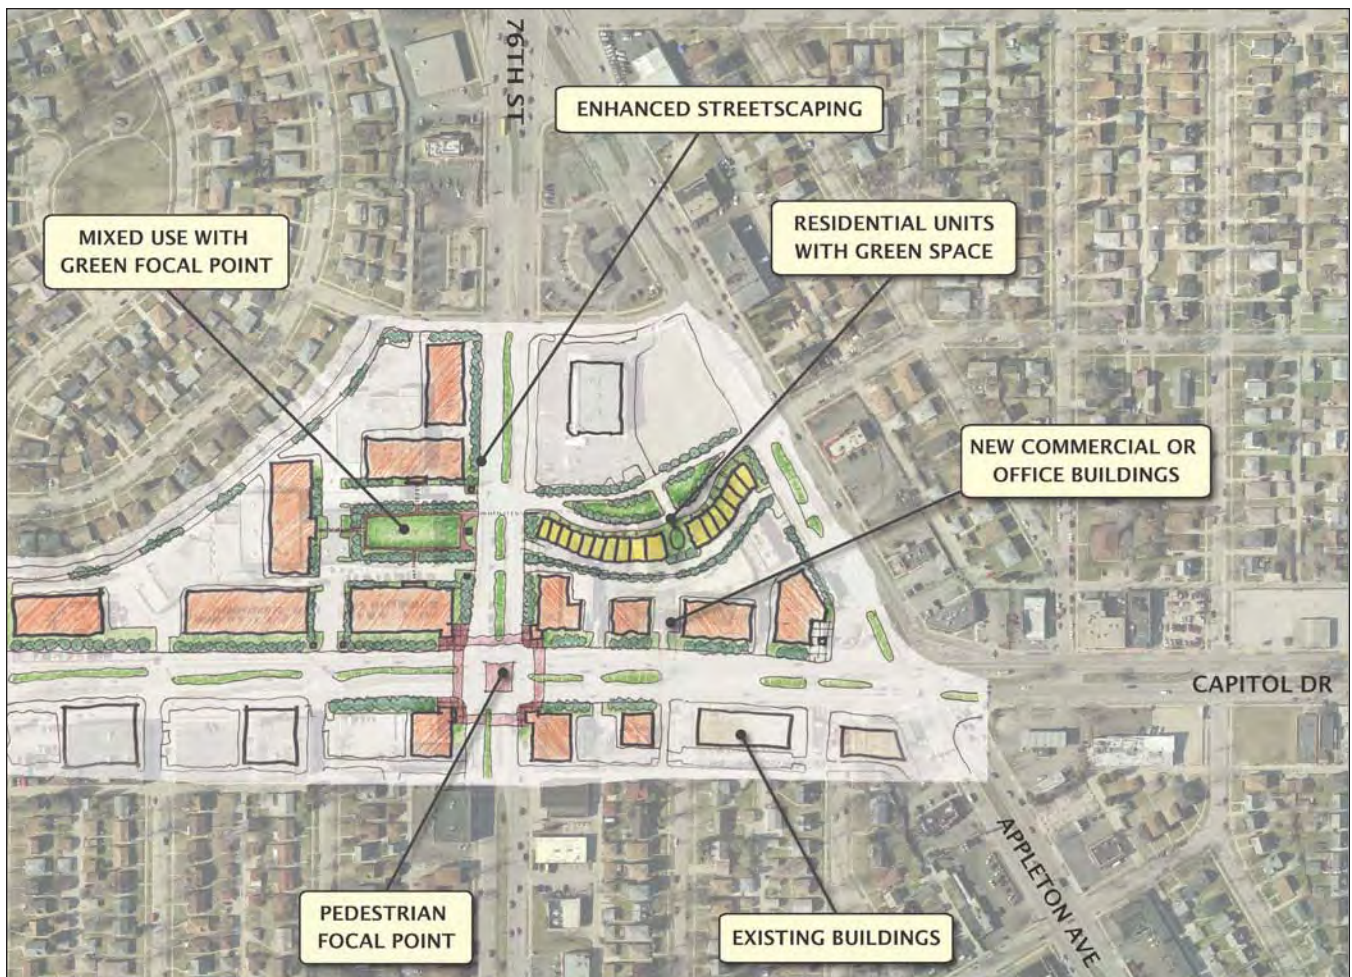 76TH ST
ENHANCED STREETSCAPING
MIXED USE WITH
GREEN FOCAL POINT
RESIDENTIAL UNITS
WITH GREEN SPACE
NEW COMMERCIAL OR
OFFICE BUILDINGS
CAPITOL DR
APPLETON AVE
PEDESTRIAN
FOCAL POINT
EXISTING BUILDINGS